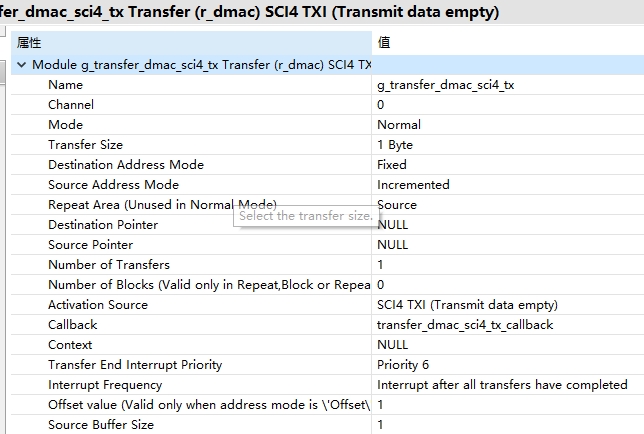 fer_dmac_sci4_tx Transfer (r_dmac) SCI4 TXI (Transmit data empty)
属性 值
Module g_transfer_dmac_sci4_tx Transfer (r_dmac) SCI4 TX
Name g_transfer_dmac_sci4_tx
Channel 0
Mode Normal
Transfer Size 1 Byte
Destination Address Mode Fixed
Source Address Mode Incremented
Repeat Area (Unused in Normal Mode) Source
Select the transfer size.
Destination Pointer NULL
Source Pointer NULL
Number of Transfers 1
Number of Blocks (Valid only in Repeat,Block or Repea 0
Activation Source SCI4 TXI (Transmit data empty)
Callback transfer_dmac_sci4_tx_callback
Context NULL
Transfer End Interrupt Priority Priority 6
Interrupt Frequency Interrupt after all transfers have completed
Offset value (Valid only when address mode is \'Offset\ 1
Source Buffer Size 1